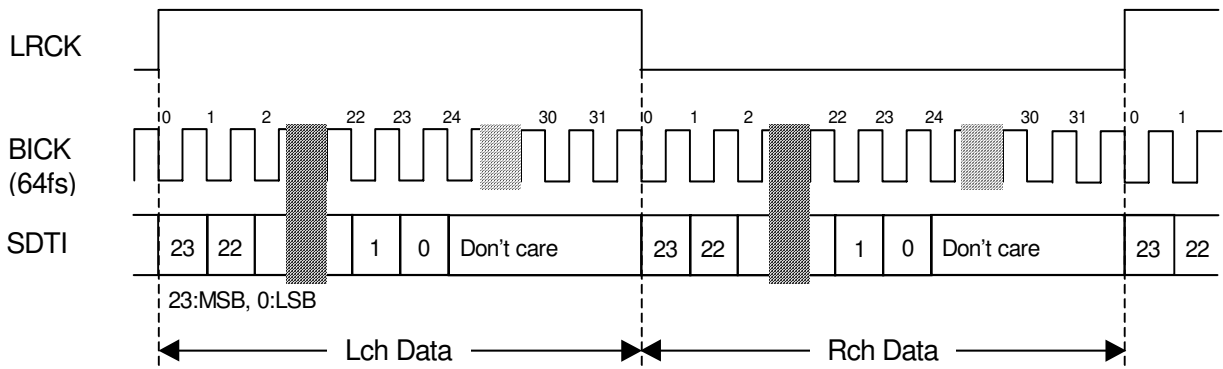 LRCK
0 1 2 22 23 24 30 31 0 1 2 22 23 24 30 31 0 1
BICK
(64fs)
SDTI 23 22 1 0 Don't care 23 22 1 0 Don't care 23 22
23:MSB, 0:LSB
Lch Data Rch Data